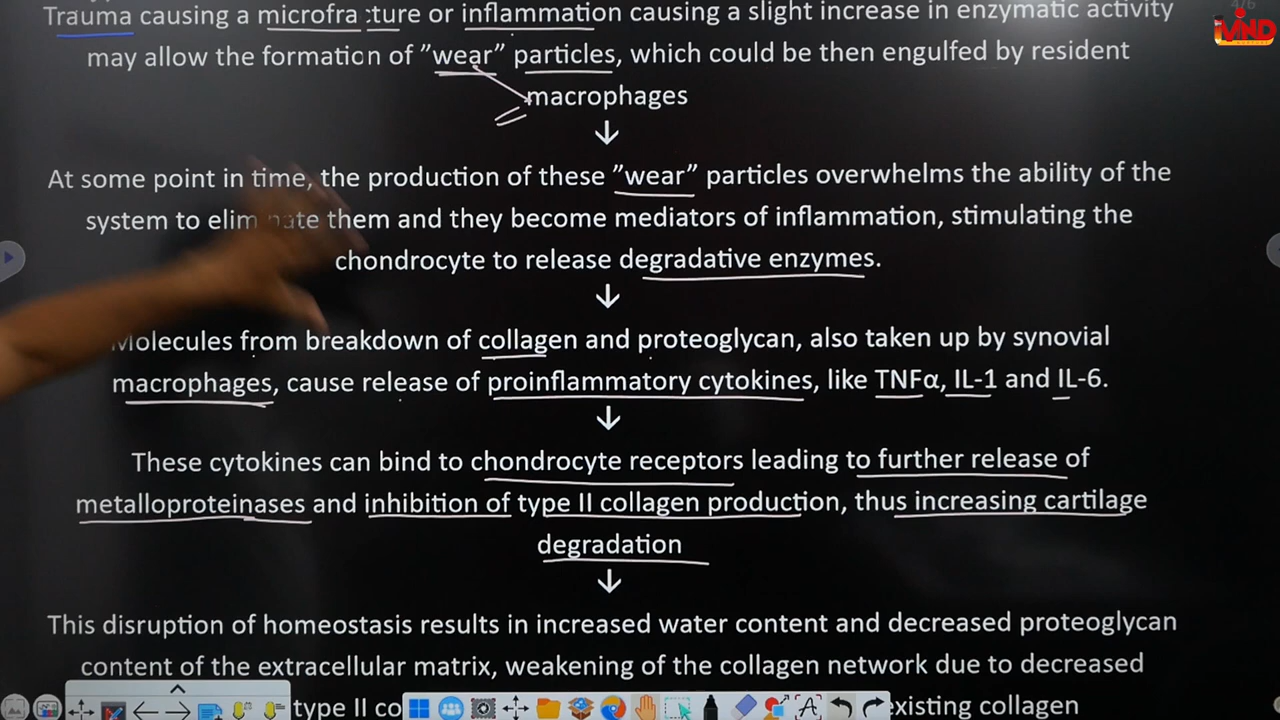 4/6
iMIND
Trauma causing a microfracture or inflammation causing a slight increase in enzymatic activity
may allow the formation of ”wear” particles, which could be then engulfed by resident
macrophages
↓
At some point in time, the production of these ”wear” particles overwhelms the ability of the
system to eliminate them and they become mediators of inflammation, stimulating the
chondrocyte to release degradative enzymes.
↓
Molecules from breakdown of collagen and proteoglycan, also taken up by synovial
macrophages, cause release of proinflammatory cytokines, like TNFα, IL-1 and IL-6.
↓
These cytokines can bind to chondrocyte receptors leading to further release of
metalloproteinases and inhibition of type II collagen production, thus increasing cartilage
degradation
↓
This disruption of homeostasis results in increased water content and decreased proteoglycan
content of the extracellular matrix, weakening of the collagen network due to decreased
type II co existing collagen